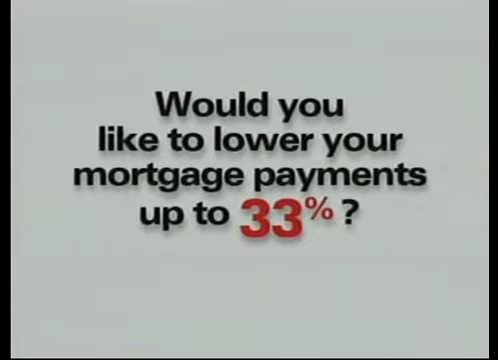 Would you
like to lower your
mortgage payments
up to 33%?